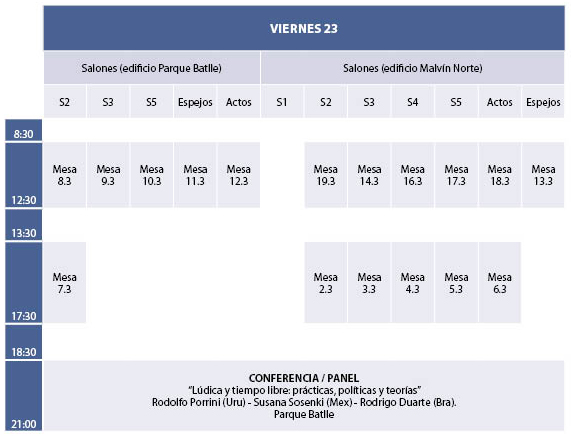 VIERNES 23
Salones (edificio Parque Batlle) Salones (edificio Malvín Norte)
S2 S3 S5 Espejos Actos S1 S2 S3 S4 S5 Actos Espejos
8:30
Mesa Mesa Mesa Mesa Mesa Mesa Mesa Mesa Mesa Mesa Mesa
8.3 9.3 10.3 11.3 12.3 19.3 14.3 16.3 17.3 18.3 13.3
12:30
13:30
Mesa Mesa Mesa Mesa Mesa Mesa
7.3 2.3 3.3 4.3 5.3 6.3
17:30
18:30
CONFERENCIA / PANEL
“Lúdica y tiempo libre: prácticas, políticas y teorías”
Rodolfo Porrini (Uru) - Susana Sosenki (Mex) - Rodrigo Duarte (Bra).
Parque Batlle
21:00